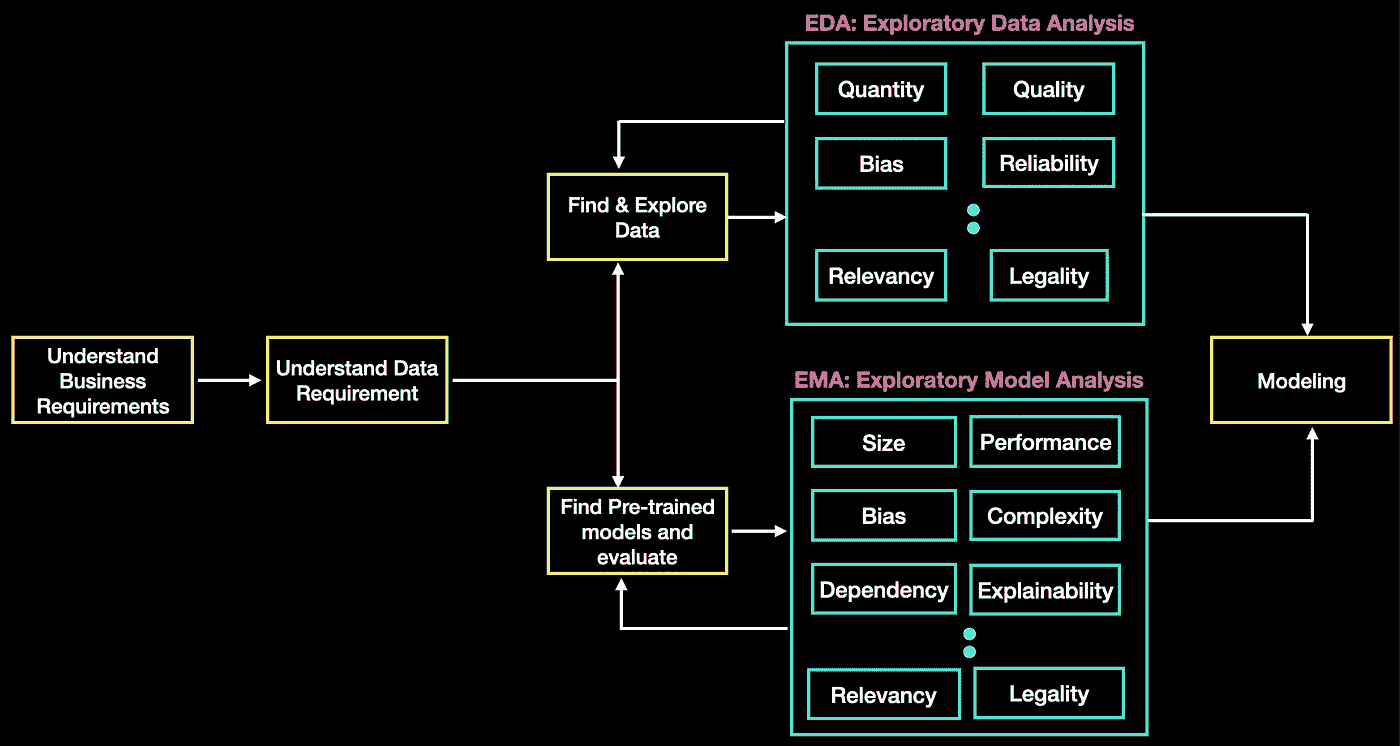 EDA: Exploratory Data Analysis
Quantity
Quality
Bias
Reliability
Relevancy
Legality
Find & Explore
Data
Understand
Business
Requirements
Understand Data
Requirement
Modeling
EMA: Exploratory Model Analysis
Size
Performance
Bias
Complexity
Dependency
Explainability
Relevancy
Legality
Find Pre-trained
models and
evaluate